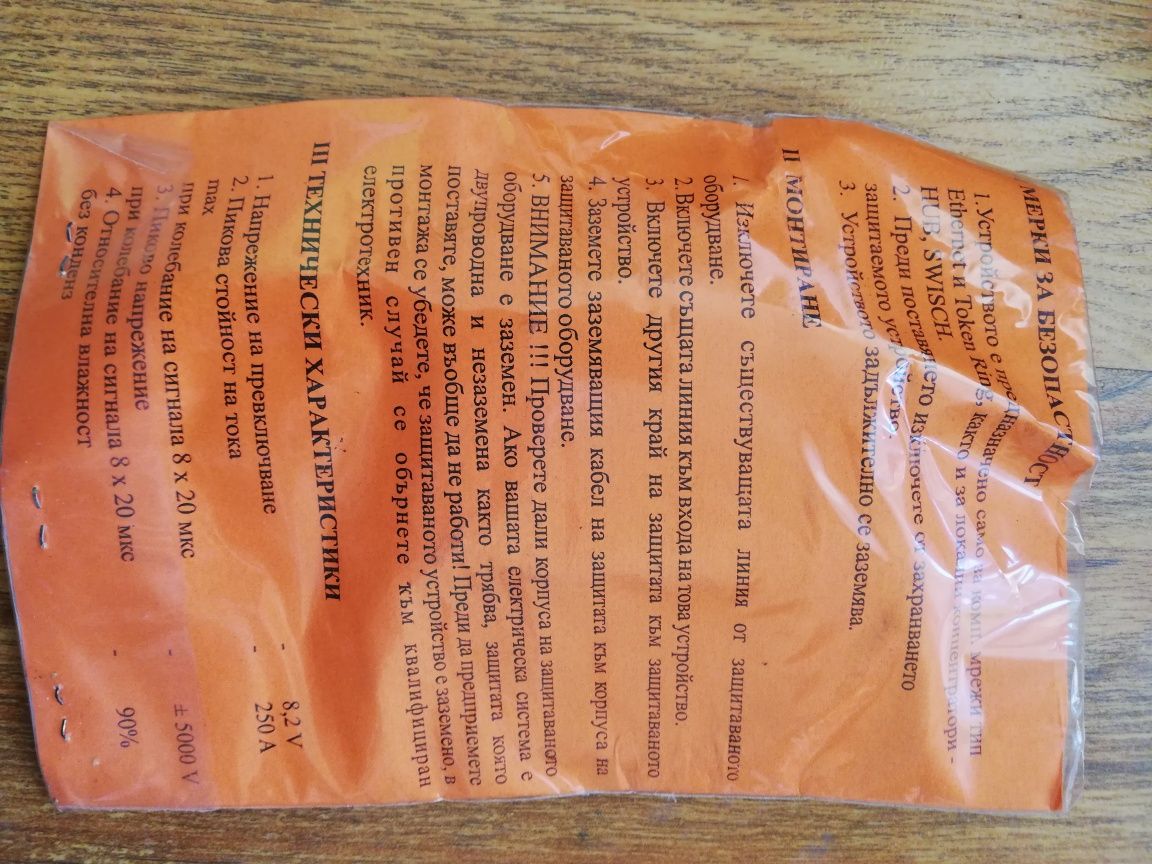 МЕРКИ ЗА БЕЗОПАСТНОСТ
1.Устройството е предназначено само за комп. мрежи тип
Ethernet и Token Ring, както и за локални концентратори -
HUB, SWISCH.
2. Преди поставянето изключете от захранването
защитаемото устройство.
3. Устройството задължително се заземява.
II МОНТИРАНЕ
1. Изключете съществуващата линия от защитаваното
оборудване.
2. Включете същата линия към входа на това устройство.
3. Включете другия край на защитата към защитаваното
устройство.
4. Заземете заземяващия кабел на защитата към корпуса на
защитаваното оборудване.
5. ВНИМАНИЕ !!! Проверете дали корпуса на защитаваното
оборудване е заземен. Ако вашата електрическа система е
двупроводна и незаземена както трябва, защитата която
поставяте, може въобще да не работи! Преди да предприемете
монтажа се убедете, че защитаваното устройство е заземено, в
противен случай се обърнете към квалифициран
електротехник.
III ТЕХНИЧЕСКИ ХАРАКТЕРИСТИКИ
1. Напрежение на превключване - 8,2 V
2. Пикова стойност на тока - 250 A
max
при колебание на сигнала 8 x 20 мкс
3. Пиково напрежение - ± 5000 V
при колебание на сигнала 8 x 20 мкс
4. Относителна влажност - 90%
без конденз